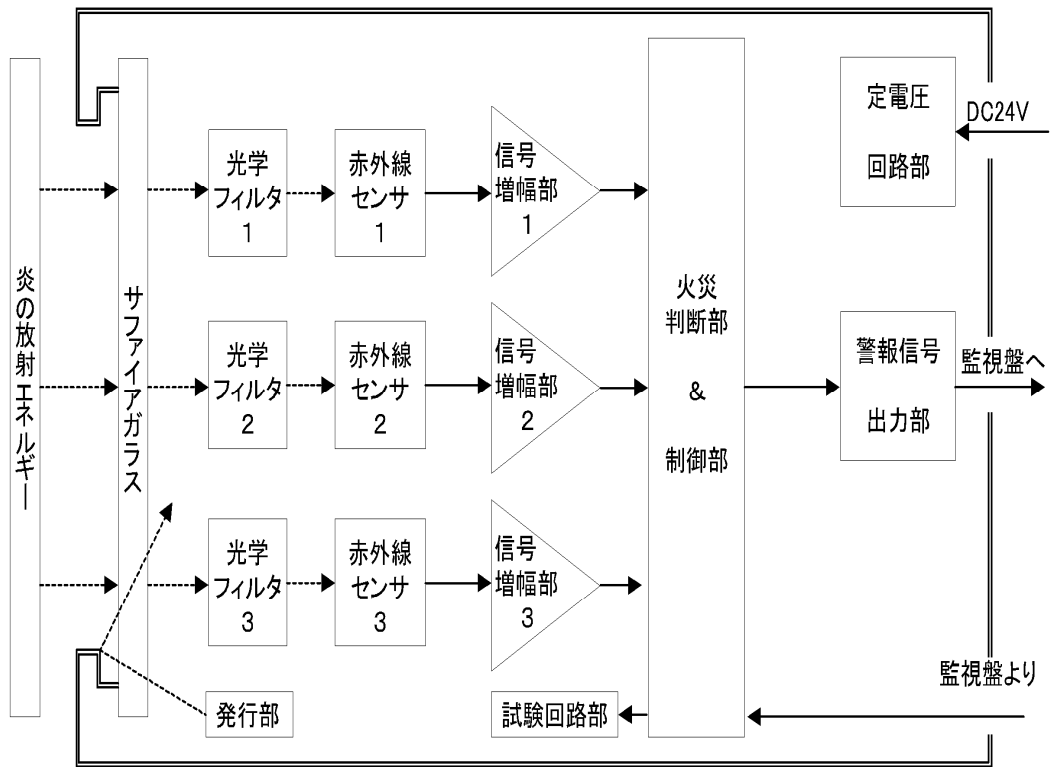 炎の放射エネルギー
サファイアガラス
光学
フィルタ
1
赤外線
センサ
1
信号
増幅部
1
光学
フィルタ
2
赤外線
センサ
2
信号
増幅部
2
光学
フィルタ
3
赤外線
センサ
3
信号
増幅部
3
発行部
試験回路部
火災
判断部
&
制御部
定電圧
回路部
DC24V
警報信号
出力部
監視盤へ
監視盤より